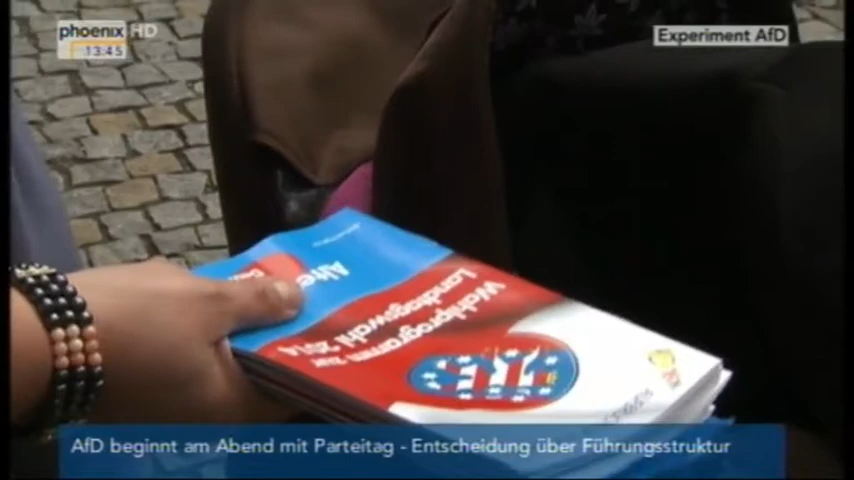 phoenix HD
13:45
Experiment AfD
Wahlprogramm zur
Landtagswahl 2014
AfD beginnt am Abend mit Parteitag - Entscheidung über Führungsstruktur